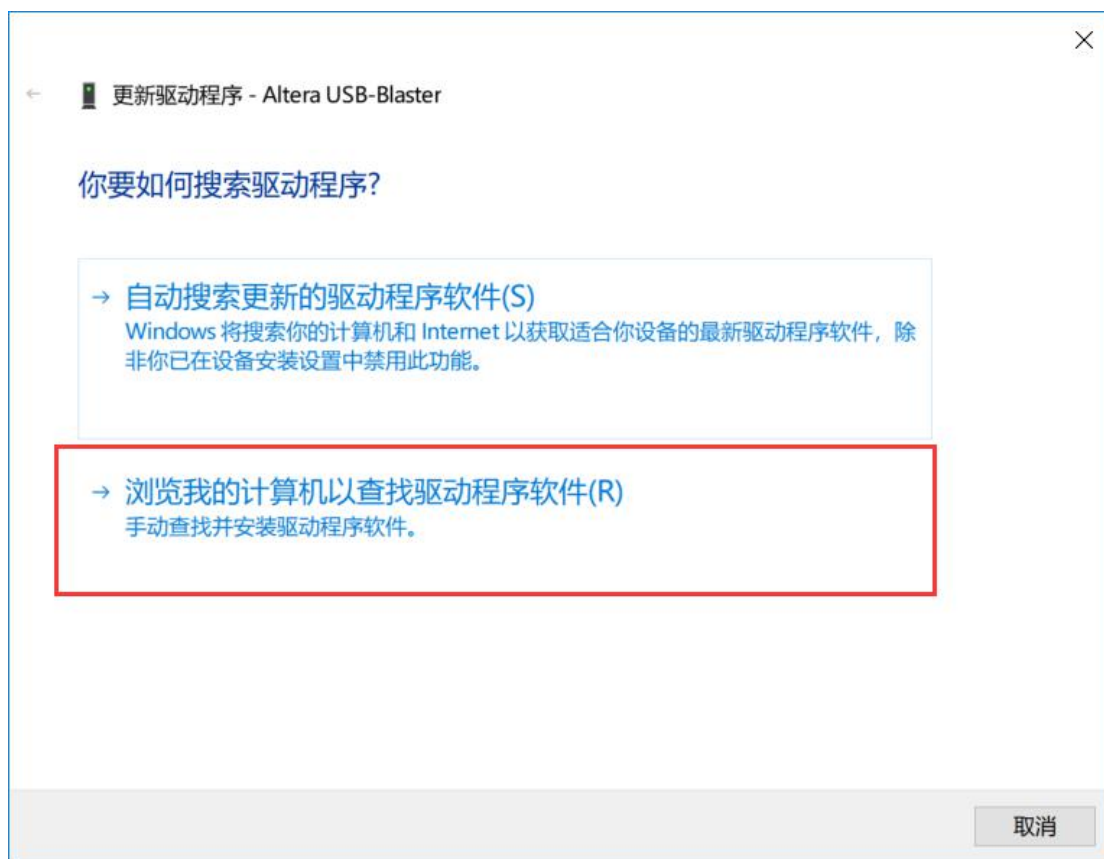 更新驱动程序 - Altera USB-Blaster
你要如何搜索驱动程序?
→ 自动搜索更新的驱动程序软件(S)
Windows 将搜索你的计算机和 Internet 以获取适合你设备的最新驱动程序软件，除
非你已在设备安装设置中禁用此功能。
→ 浏览我的计算机以查找驱动程序软件(R)
手动查找并安装驱动程序软件。
取消